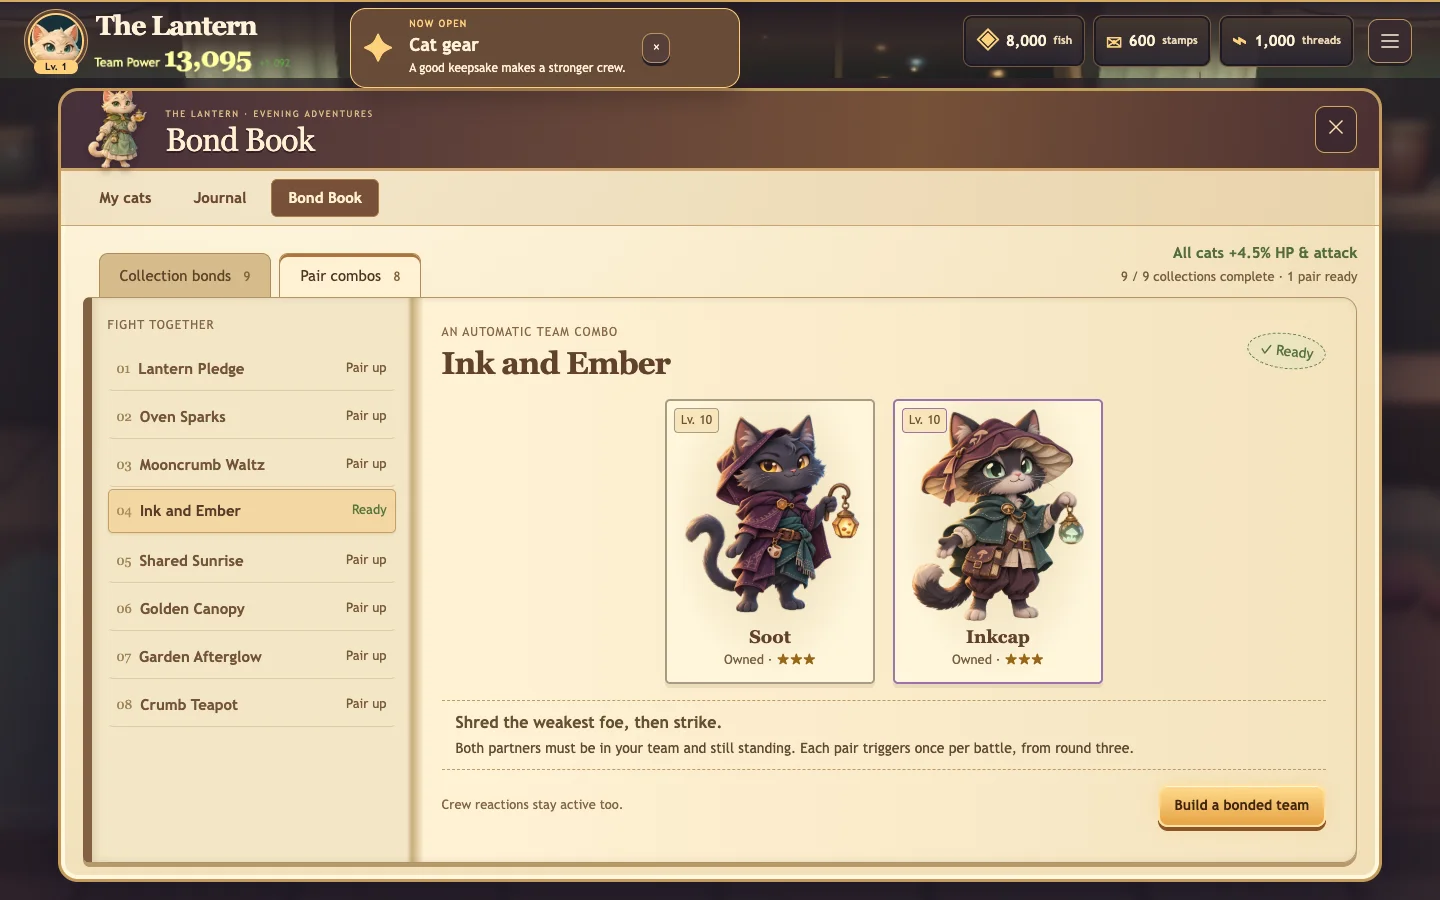 The Lantern
Team Power 13,095
Lv. 1
NOW OPEN
Cat gear
A good keepsake makes a stronger crew.
8,000 fish
600 stamps
1,000 threads
THE LANTERN · EVENING ADVENTURES
Bond Book
My cats
Journal
Bond Book
Collection bonds 9
Pair combos 8
All cats +4.5% HP & attack
9 / 9 collections complete · 1 pair ready
FIGHT TOGETHER
01 Lantern Pledge Pair up
02 Oven Sparks Pair up
03 Mooncrumb Waltz Pair up
04 Ink and Ember Ready
05 Shared Sunrise Pair up
06 Golden Canopy Pair up
07 Garden Afterglow Pair up
08 Crumb Teapot Pair up
AN AUTOMATIC TEAM COMBO
Ink and Ember
✓ Ready
Lv. 10
Soot
Owned · ★★★
Lv. 10
Inkcap
Owned · ★★★
Shred the weakest foe, then strike.
Both partners must be in your team and still standing. Each pair triggers once per battle, from round three.
Crew reactions stay active too.
Build a bonded team